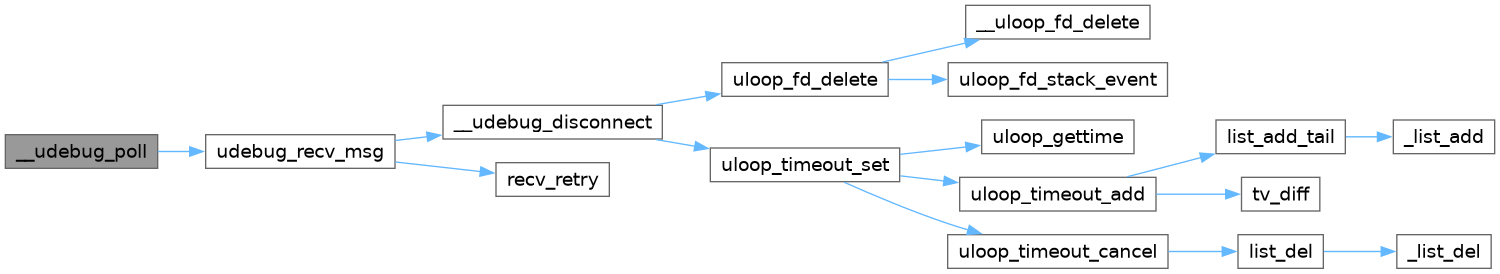 __udebug_poll
udebug_recv_msg
__udebug_disconnect
recv_retry
uloop_fd_delete
uloop_timeout_set
__uloop_fd_delete
uloop_fd_stack_event
uloop_gettime
uloop_timeout_add
uloop_timeout_cancel
list_add_tail
tv_diff
list_del
_list_add
_list_del